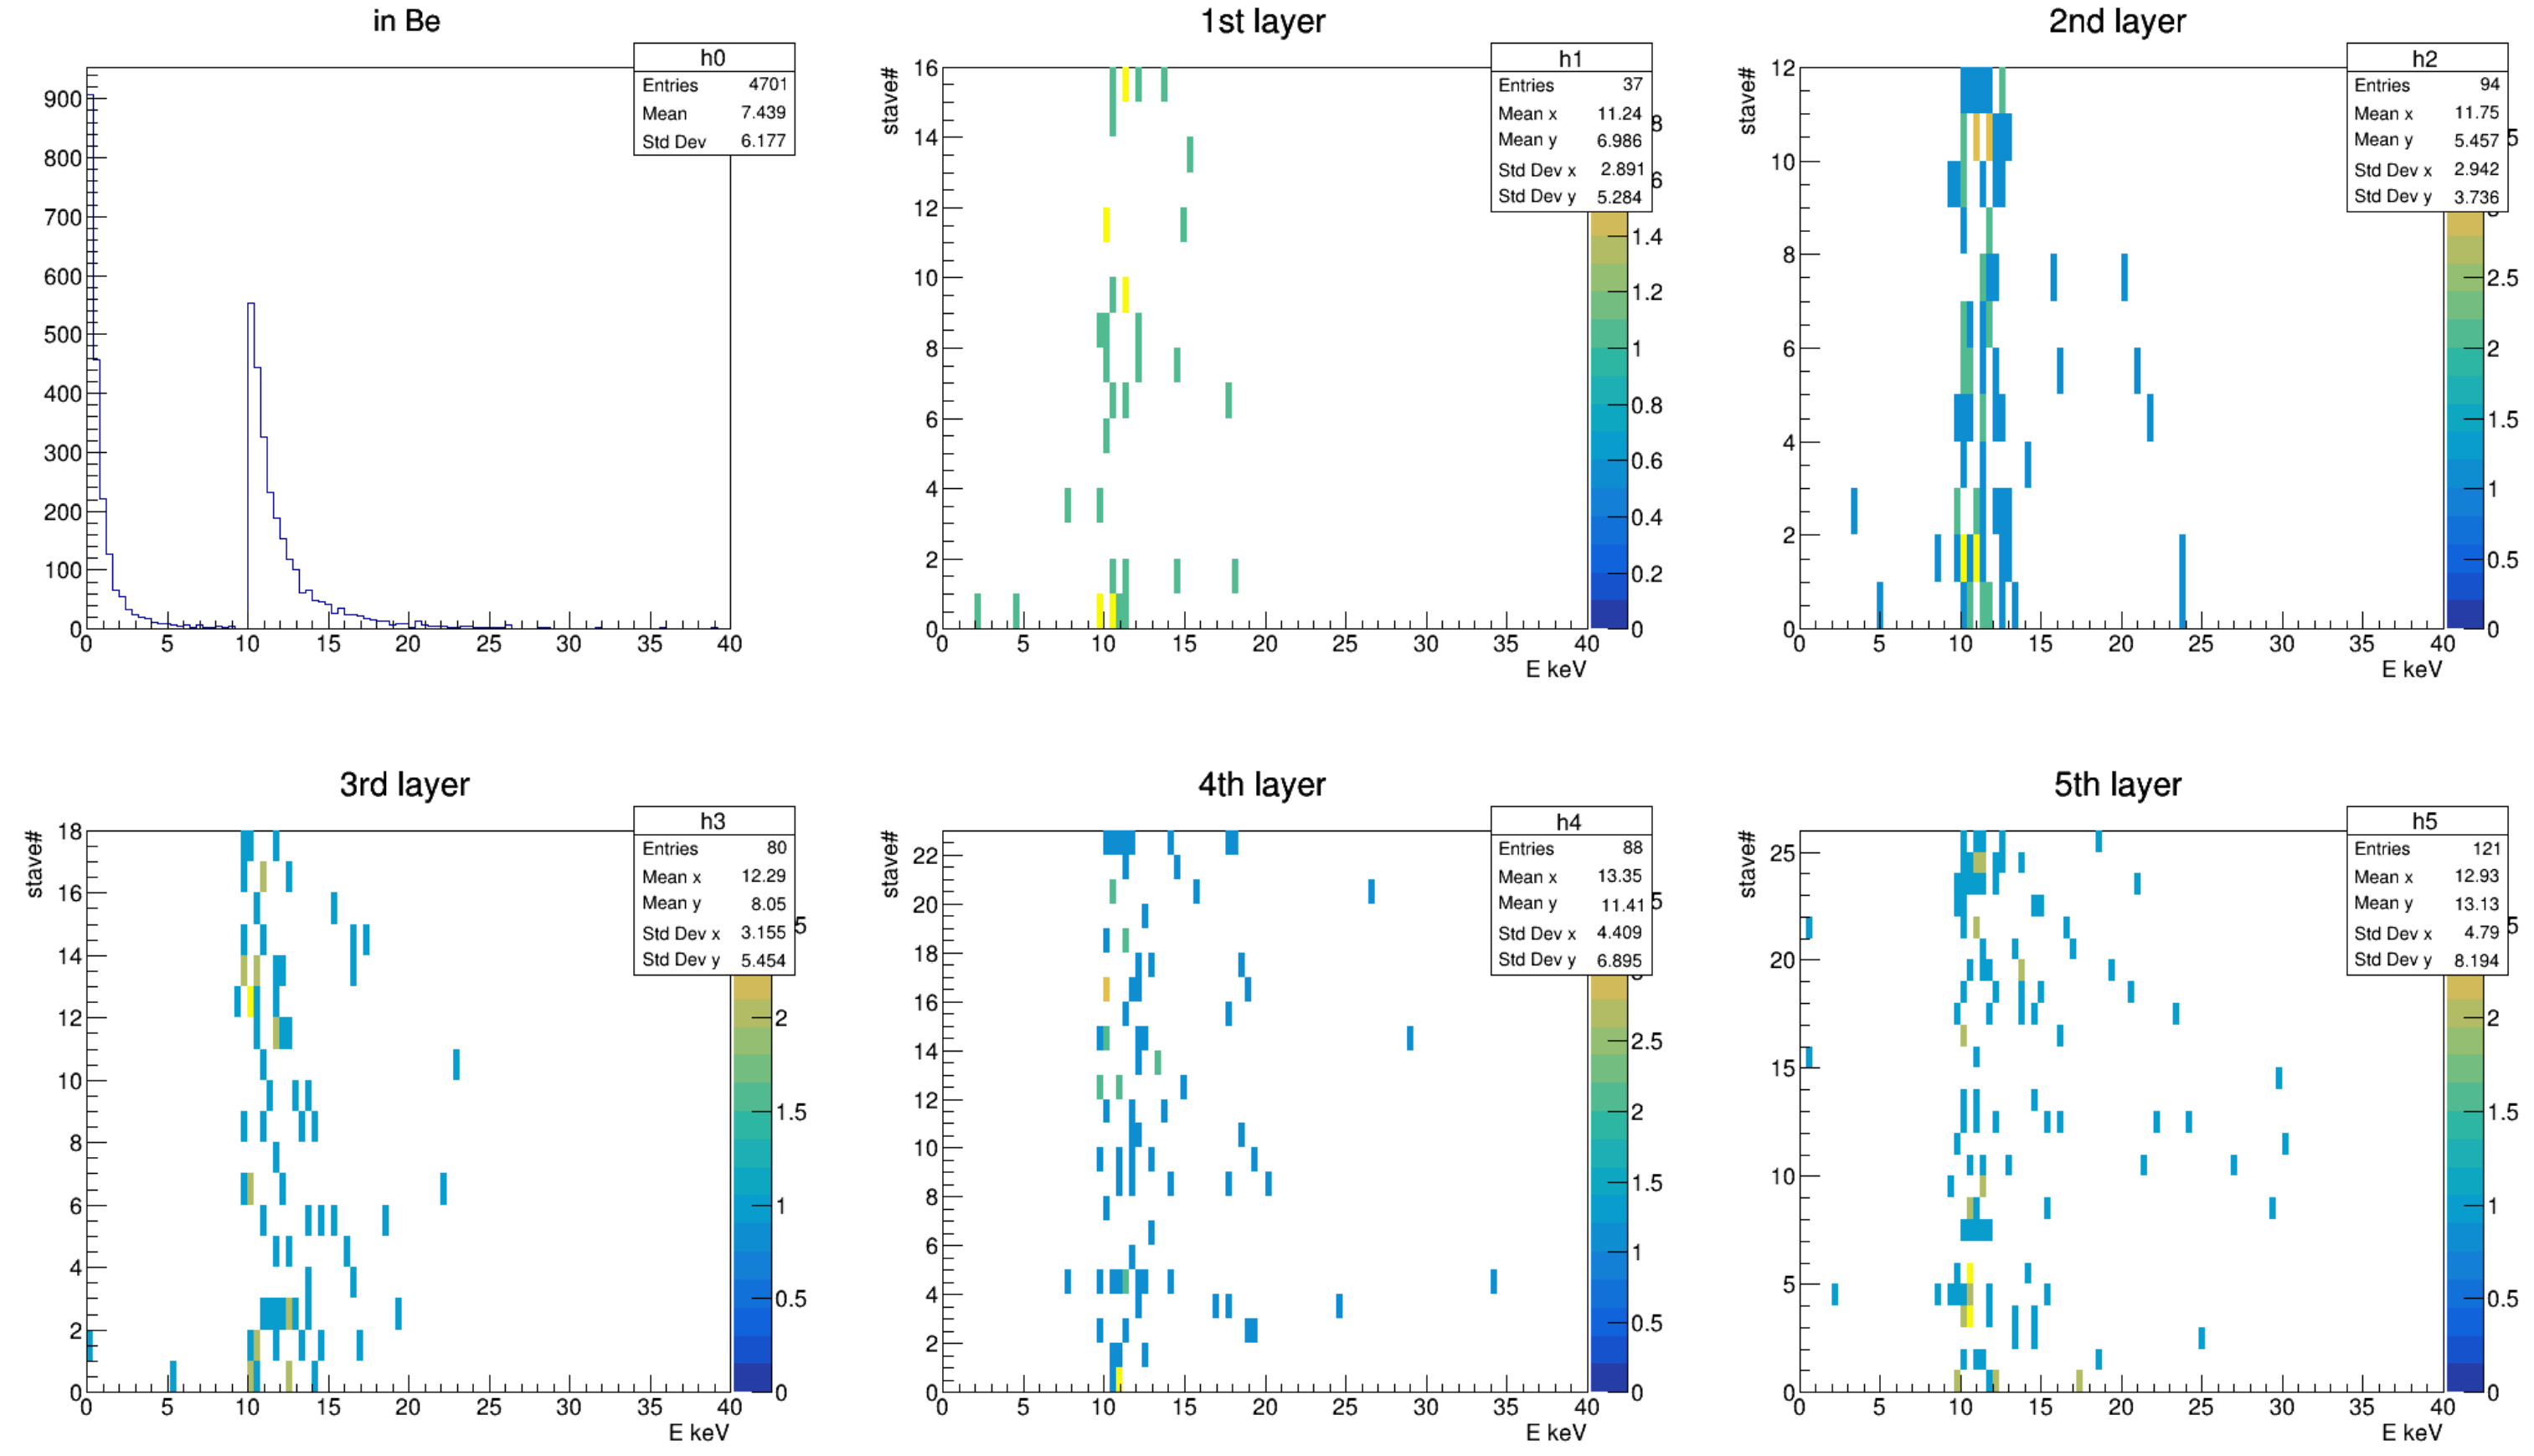 in Be
h0
Entries 4701
Mean 7.439
Std Dev 6.177
900
800
700
600
500
400
300
200
100
0
0 5 10 15 20 25 30 35 40
1st layer
stave#
h1
Entries 37
Mean x 11.24
Mean y 6.986
Std Dev x 2.891
Std Dev y 5.284
16
14
12
10
8
6
4
2
0
0 5 10 15 20 25 30 35 40
E keV
8
6
1.4
1.2
1
0.8
0.6
0.4
0.2
0
2nd layer
stave#
h2
Entries 94
Mean x 11.75
Mean y 5.457
Std Dev x 2.942
Std Dev y 3.736
12
10
8
6
4
2
0
0 5 10 15 20 25 30 35 40
E keV
5
2.5
2
1.5
1
0.5
0
3rd layer
stave#
h3
Entries 80
Mean x 12.29
Mean y 8.05
Std Dev x 3.155
Std Dev y 5.454
18
16
14
12
10
8
6
4
2
0
0 5 10 15 20 25 30 35 40
E keV
5
2
1.5
1
0.5
0
4th layer
stave#
h4
Entries 88
Mean x 13.35
Mean y 11.41
Std Dev x 4.409
Std Dev y 6.895
22
20
18
16
14
12
10
8
6
4
2
0
0 5 10 15 20 25 30 35 40
E keV
5
2.5
2
1.5
1
0.5
0
5th layer
stave#
h5
Entries 121
Mean x 12.93
Mean y 13.13
Std Dev x 4.79
Std Dev y 8.194
25
20
15
10
5
0
0 5 10 15 20 25 30 35 40
E keV
5
2
1.5
1
0.5
0